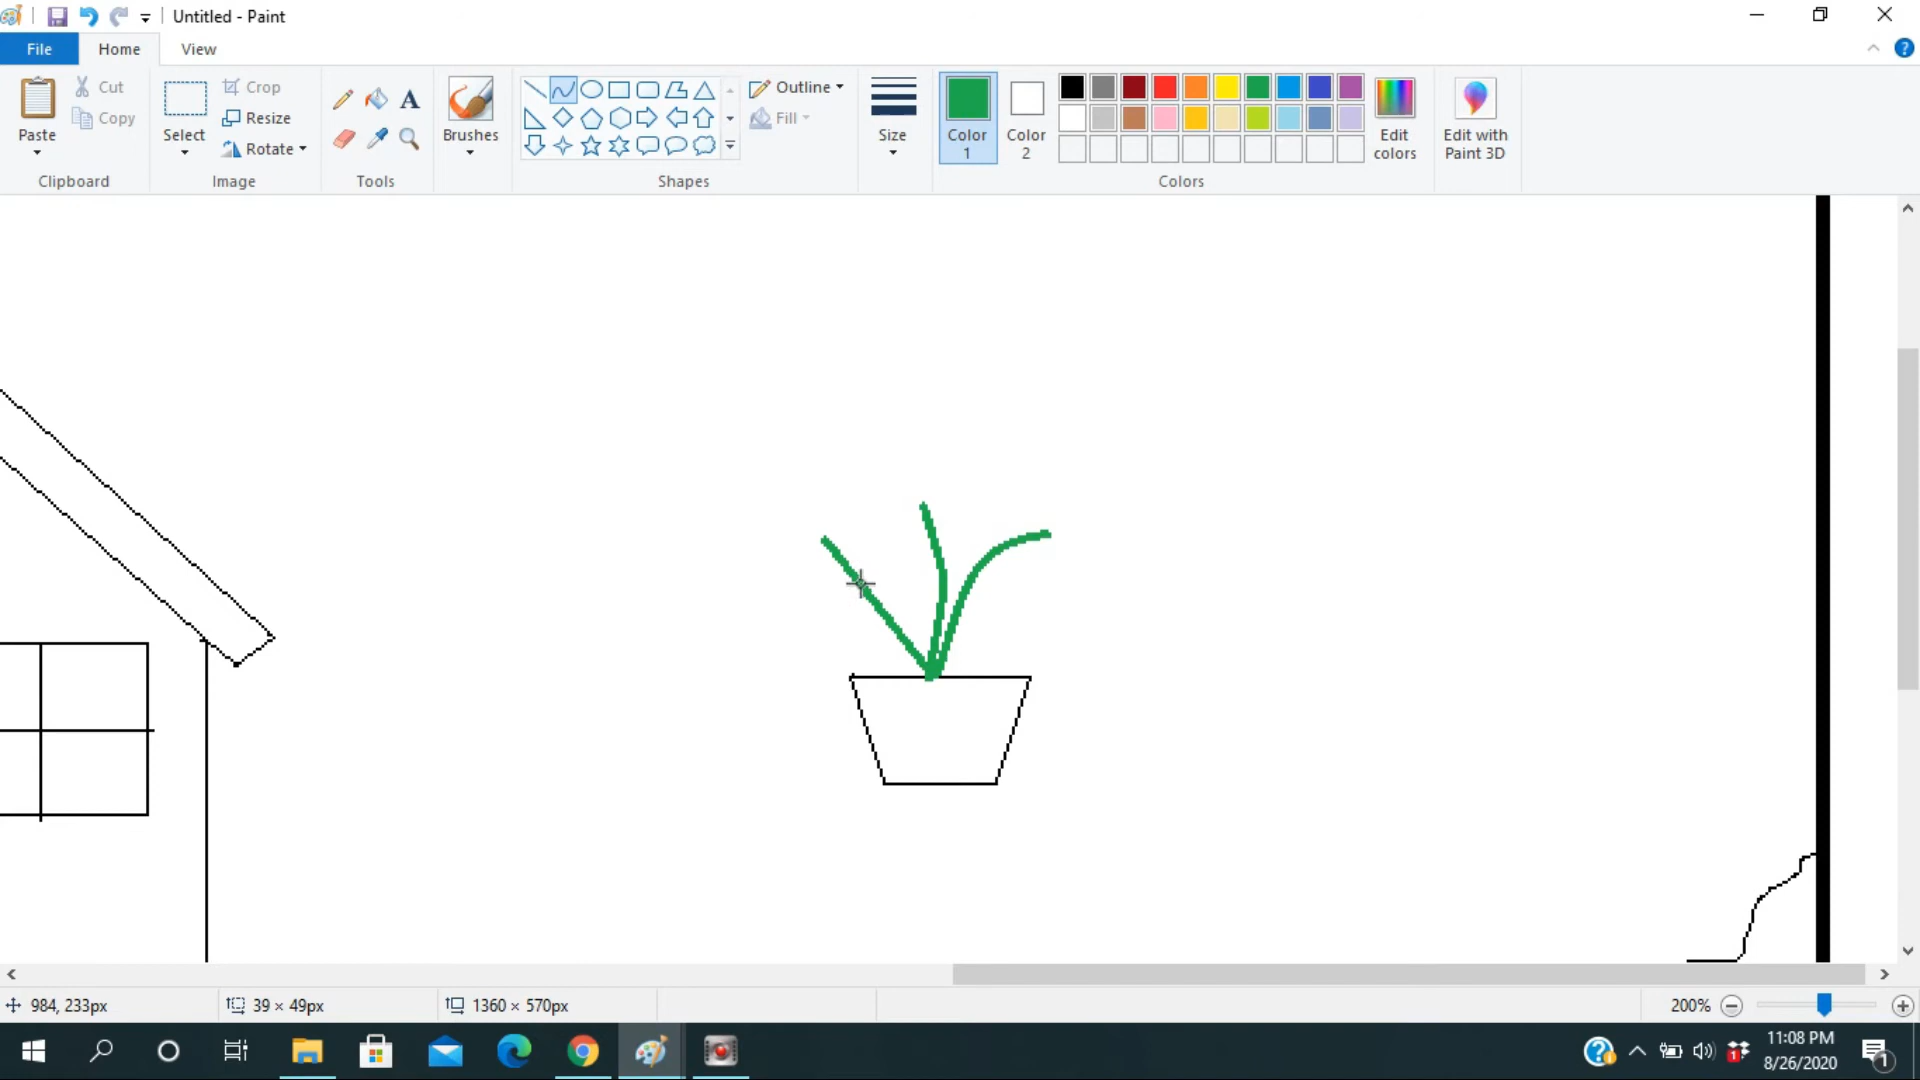 Untitled - Paint
File Home View
Paste
Cut
Copy
Clipboard
Select
Crop
Resize
Rotate
Image
A
Tools
Brushes
Shapes
Outline
Fill
Size
Color 1
Color 2
Edit colors
Colors
Edit with Paint 3D
984, 233px
39 × 49px
1360 × 570px
200%
11:08 PM
8/26/2020
1
1